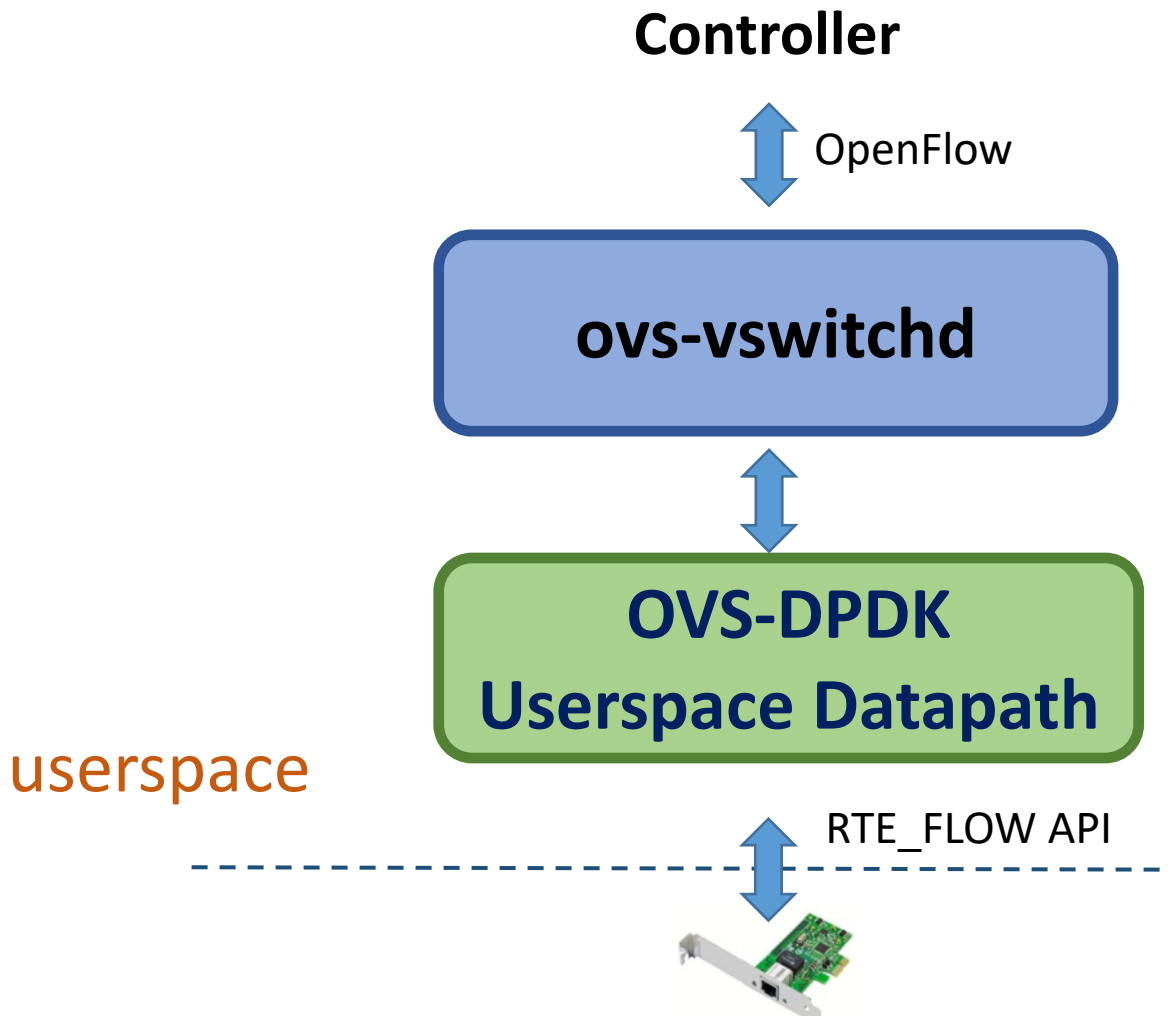 Controller
OpenFlow
ovs-vswitchd
OVS-DPDK
Userspace Datapath
userspace
RTE_FLOW API